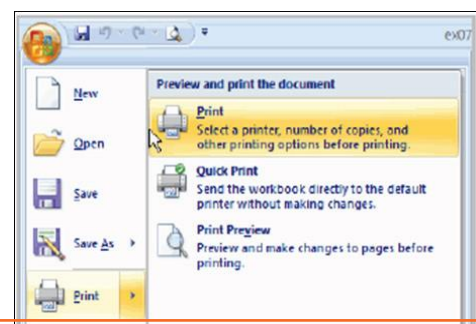 ex07
New
Open
Save
Save As
Print
Preview and print the document
Print
Select a printer, number of copies, and
other printing options before printing.
Quick Print
Send the workbook directly to the default
printer without making changes.
Print Preview
Preview and make changes to pages before
printing.